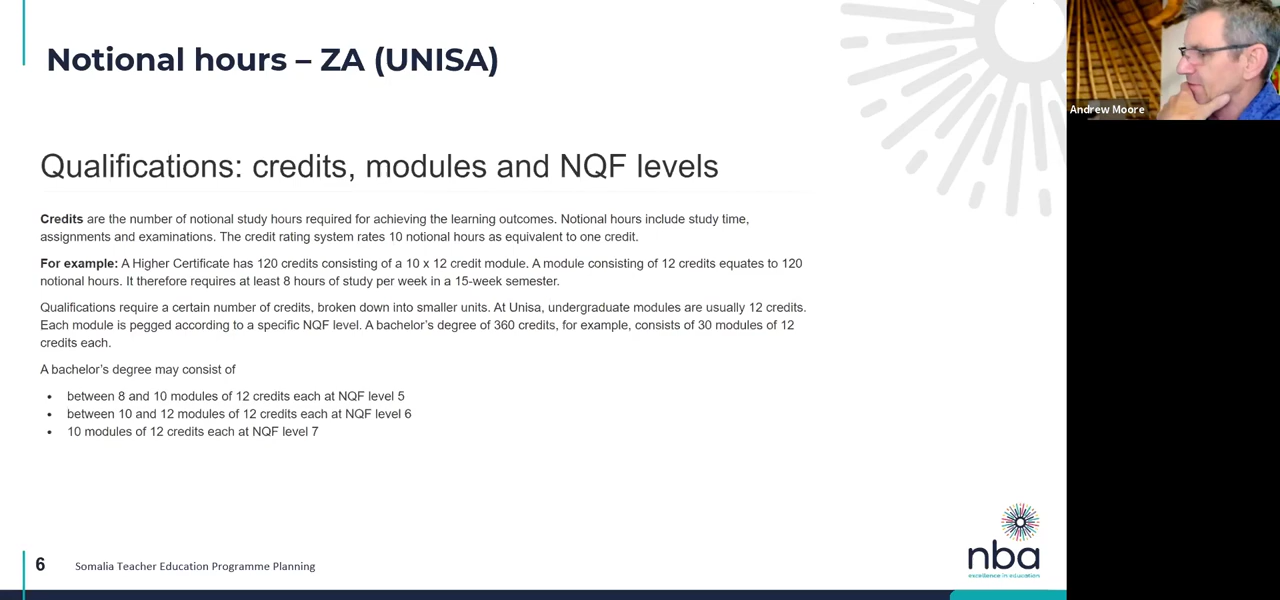 Notional hours – ZA (UNISA)
Andrew Moore
Qualifications: credits, modules and NQF levels
Credits are the number of notional study hours required for achieving the learning outcomes. Notional hours include study time,
assignments and examinations. The credit rating system rates 10 notional hours as equivalent to one credit.
For example: A Higher Certificate has 120 credits consisting of a 10 x 12 credit module. A module consisting of 12 credits equates to 120
notional hours. It therefore requires at least 8 hours of study per week in a 15-week semester.
Qualifications require a certain number of credits, broken down into smaller units. At Unisa, undergraduate modules are usually 12 credits.
Each module is pegged according to a specific NQF level. A bachelor’s degree of 360 credits, for example, consists of 30 modules of 12
credits each.
A bachelor’s degree may consist of
• between 8 and 10 modules of 12 credits each at NQF level 5
• between 10 and 12 modules of 12 credits each at NQF level 6
• 10 modules of 12 credits each at NQF level 7
nba
excellence in education
6 Somalia Teacher Education Programme Planning